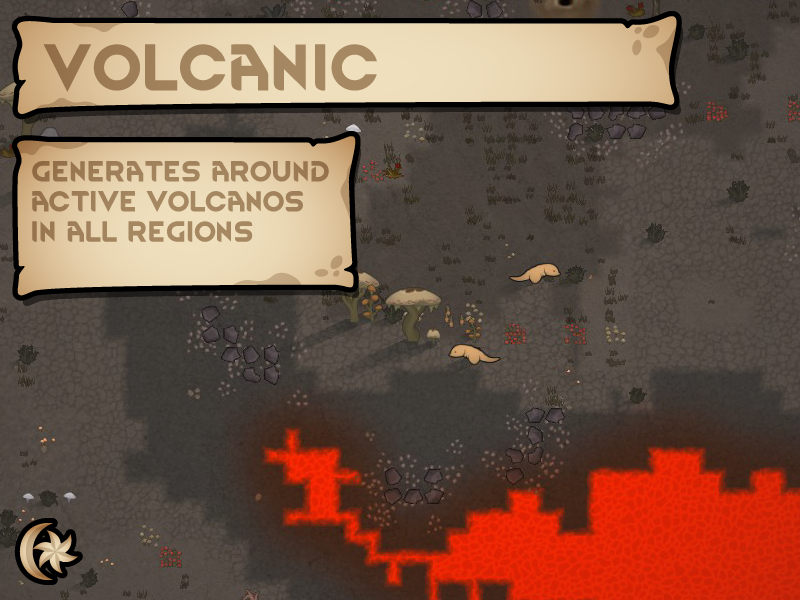 VOLCANIC
GENERATES AROUND
ACTIVE VOLCANOS
IN ALL REGIONS